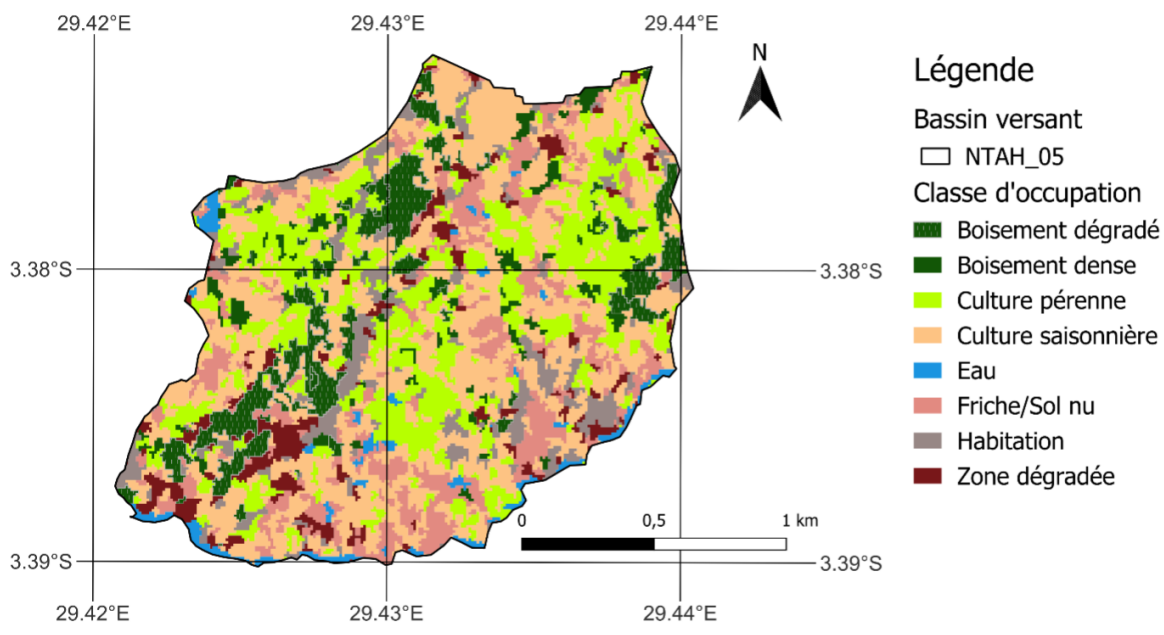 29.42°E 29.43°E 29.44°E
N
3.38°S 3.38°S
3.39°S 3.39°S
0 0,5 1 km
29.42°E 29.43°E 29.44°E
Légende
Bassin versant
NTAH_05
Classe d'occupation
Boisement dégradé
Boisement dense
Culture pérenne
Culture saisonnière
Eau
Friche/Sol nu
Habitation
Zone dégradée